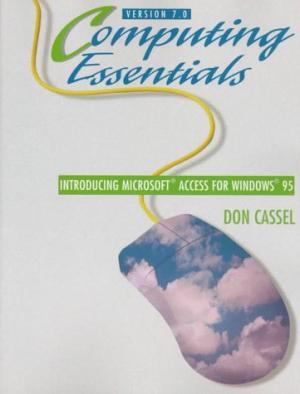 VERSION 7.0
Computing
Essentials
INTRODUCING MICROSOFT® ACCESS FOR WINDOWS® 95
DON CASSEL